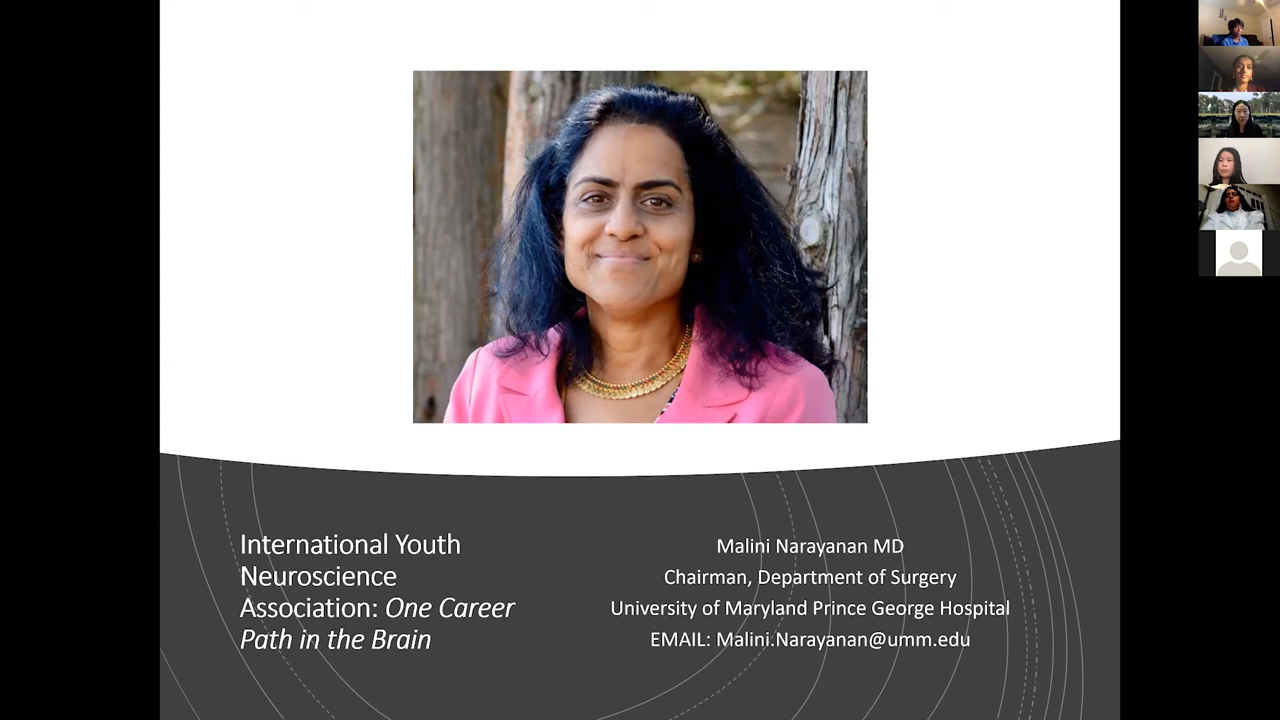 International Youth
Neuroscience
Association: One Career
Path in the Brain
Malini Narayanan MD
Chairman, Department of Surgery
University of Maryland Prince George Hospital
EMAIL: Malini.Narayanan@umm.edu